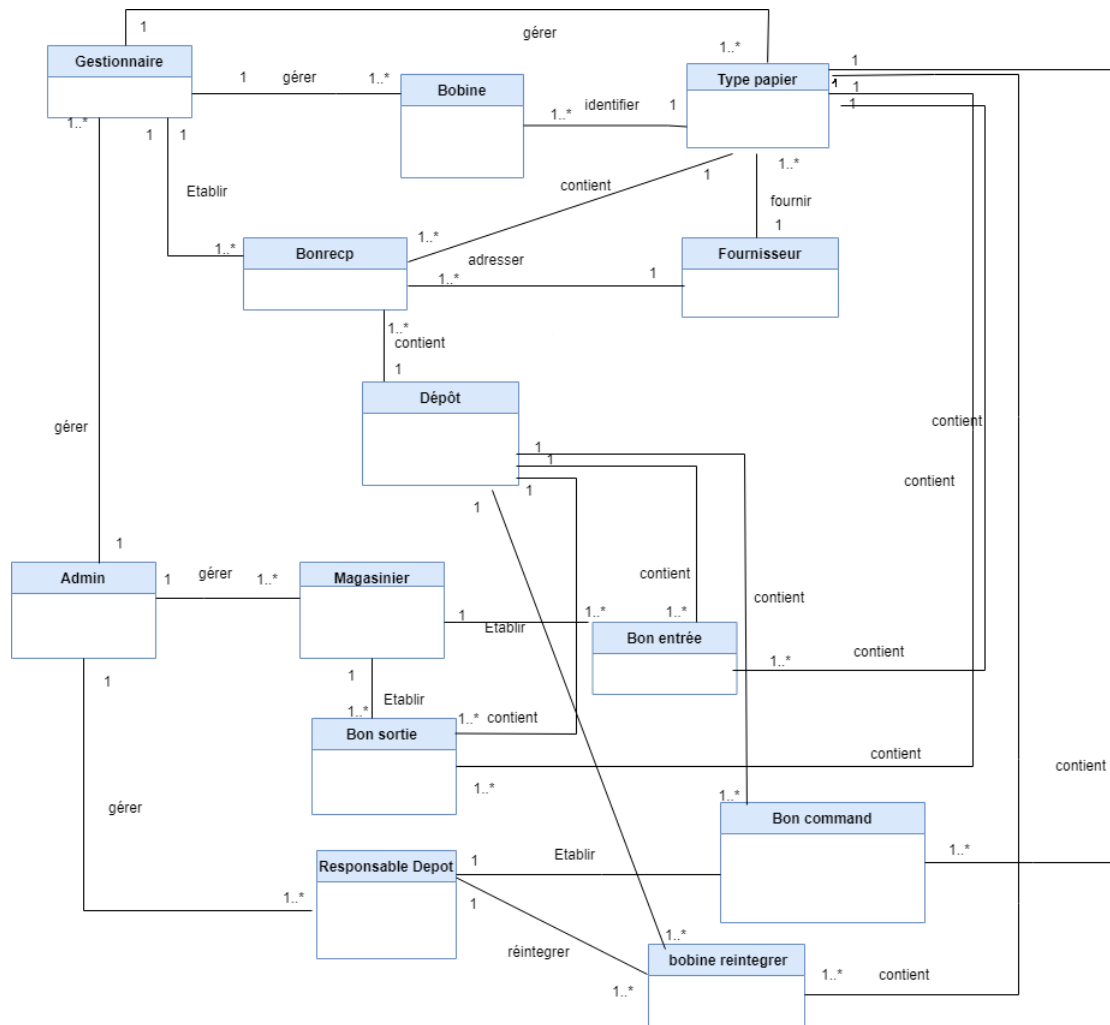 1
gérer
1..*
Gestionnaire
1
gérer
1..*
Bobine
Type papier
1
1
1
1
1..*
identifier
1
1..*
1
1
Etablir
contient
1
1..*
fournir
1
1..*
1..*
Bonrecp
adresser
1..*
1
Fournisseur
1..*
contient
1
Dépôt
gérer
contient
contient
1
1
1
1
1
Admin
1
gérer
1..*
Magasinier
contient
contient
1
Etablir
1..*
1..*
Bon entrée
1..*
contient
1
1
Etablir
1..*
Bon sortie
1..*
contient
contient
1..*
contient
gérer
1..*
Bon command
1..*
Responsable Depot
1
Etablir
1..*
1
réintegrer
1..*
bobine reintegrer
1..*
1..*
contient